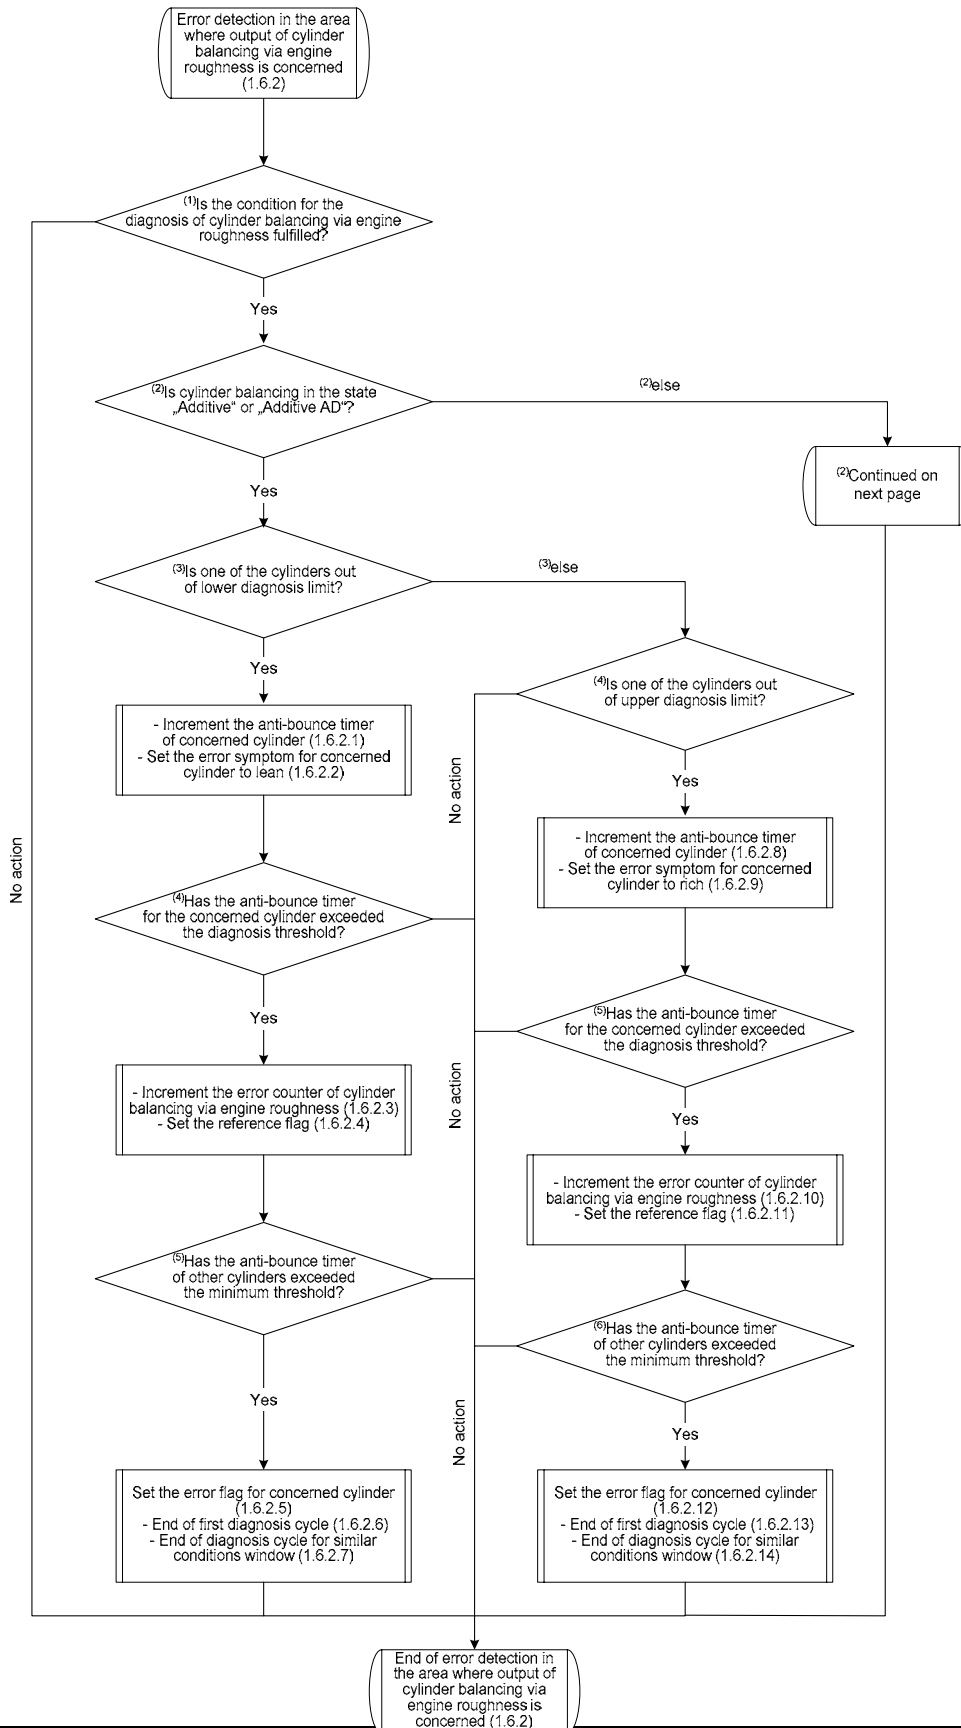 Error detection in the area
where output of cylinder
balancing via engine
roughness is concerned
(1.6.2)
(1)Is the condition for the
diagnosis of cylinder balancing via engine
roughness fulfilled?
Yes
(2)Is cylinder balancing in the state
„Additive“ or „Additive AD“?
(2)else
(2)Continued on
next page
Yes
(3)Is one of the cylinders out
of lower diagnosis limit?
(3)else
Yes
(4)Is one of the cylinders out
of upper diagnosis limit?
- Increment the anti-bounce timer
of concerned cylinder (1.6.2.1)
- Set the error symptom for concerned
cylinder to lean (1.6.2.2)
No action
Yes
- Increment the anti-bounce timer
of concerned cylinder (1.6.2.8)
- Set the error symptom for concerned
cylinder to rich (1.6.2.9)
No action
(4)Has the anti-bounce timer
for the concerned cylinder exceeded
the diagnosis threshold?
Yes
(5)Has the anti-bounce timer
for the concerned cylinder exceeded
the diagnosis threshold?
No action
- Increment the error counter of cylinder
balancing via engine roughness (1.6.2.3)
- Set the reference flag (1.6.2.4)
Yes
- Increment the error counter of cylinder
balancing via engine roughness (1.6.2.10)
- Set the reference flag (1.6.2.11)
(5)Has the anti-bounce timer
of other cylinders exceeded
the minimum threshold?
(6)Has the anti-bounce timer
of other cylinders exceeded
the minimum threshold?
Yes
No action
Yes
Set the error flag for concerned cylinder
(1.6.2.5)
- End of first diagnosis cycle (1.6.2.6)
- End of diagnosis cycle for similar
conditions window (1.6.2.7)
Set the error flag for concerned cylinder
(1.6.2.12)
- End of first diagnosis cycle (1.6.2.13)
- End of diagnosis cycle for similar
conditions window (1.6.2.14)
End of error detection in
the area where output of
cylinder balancing via
engine roughness is
concerned (1.6.2)